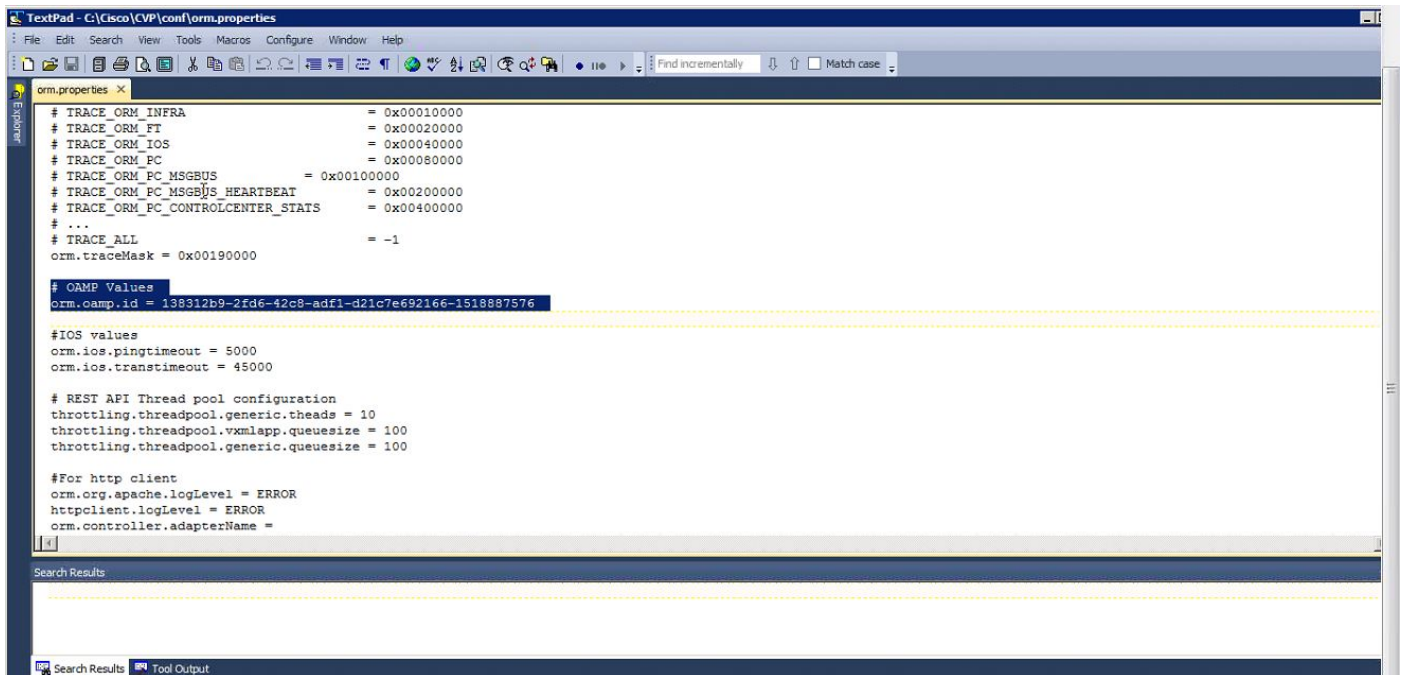 TextPad - C:\Cisco\CVP\conf\orm.properties
File Edit Search View Tools Macros Configure Window Help
Find incrementally Match case
Explorer
orm.properties
# TRACE_ORM_INFRA = 0x00010000
# TRACE_ORM_FT = 0x00020000
# TRACE_ORM_IOS = 0x00040000
# TRACE_ORM_PC = 0x00080000
# TRACE_ORM_PC_MSGBUS = 0x00100000
# TRACE_ORM_PC_MSGBUS_HEARTBEAT = 0x00200000
# TRACE_ORM_PC_CONTROLCENTER_STATS = 0x00400000
# ...
# TRACE_ALL = -1
orm.traceMask = 0x00190000
# OAMP Values
orm.oamp.id = 138312b9-2fd6-42c8-adf1-d21c7e692166-1518887576
#IOS values
orm.ios.pingtimeout = 5000
orm.ios.transtimeout = 45000
# REST API Thread pool configuration
throttling.threadpool.generic.theads = 10
throttling.threadpool.vxmlapp.queuesize = 100
throttling.threadpool.generic.queuesize = 100
#For http client
orm.org.apache.logLevel = ERROR
httpclient.logLevel = ERROR
orm.controller.adapterName =
Search Results
Search Results Tool Output